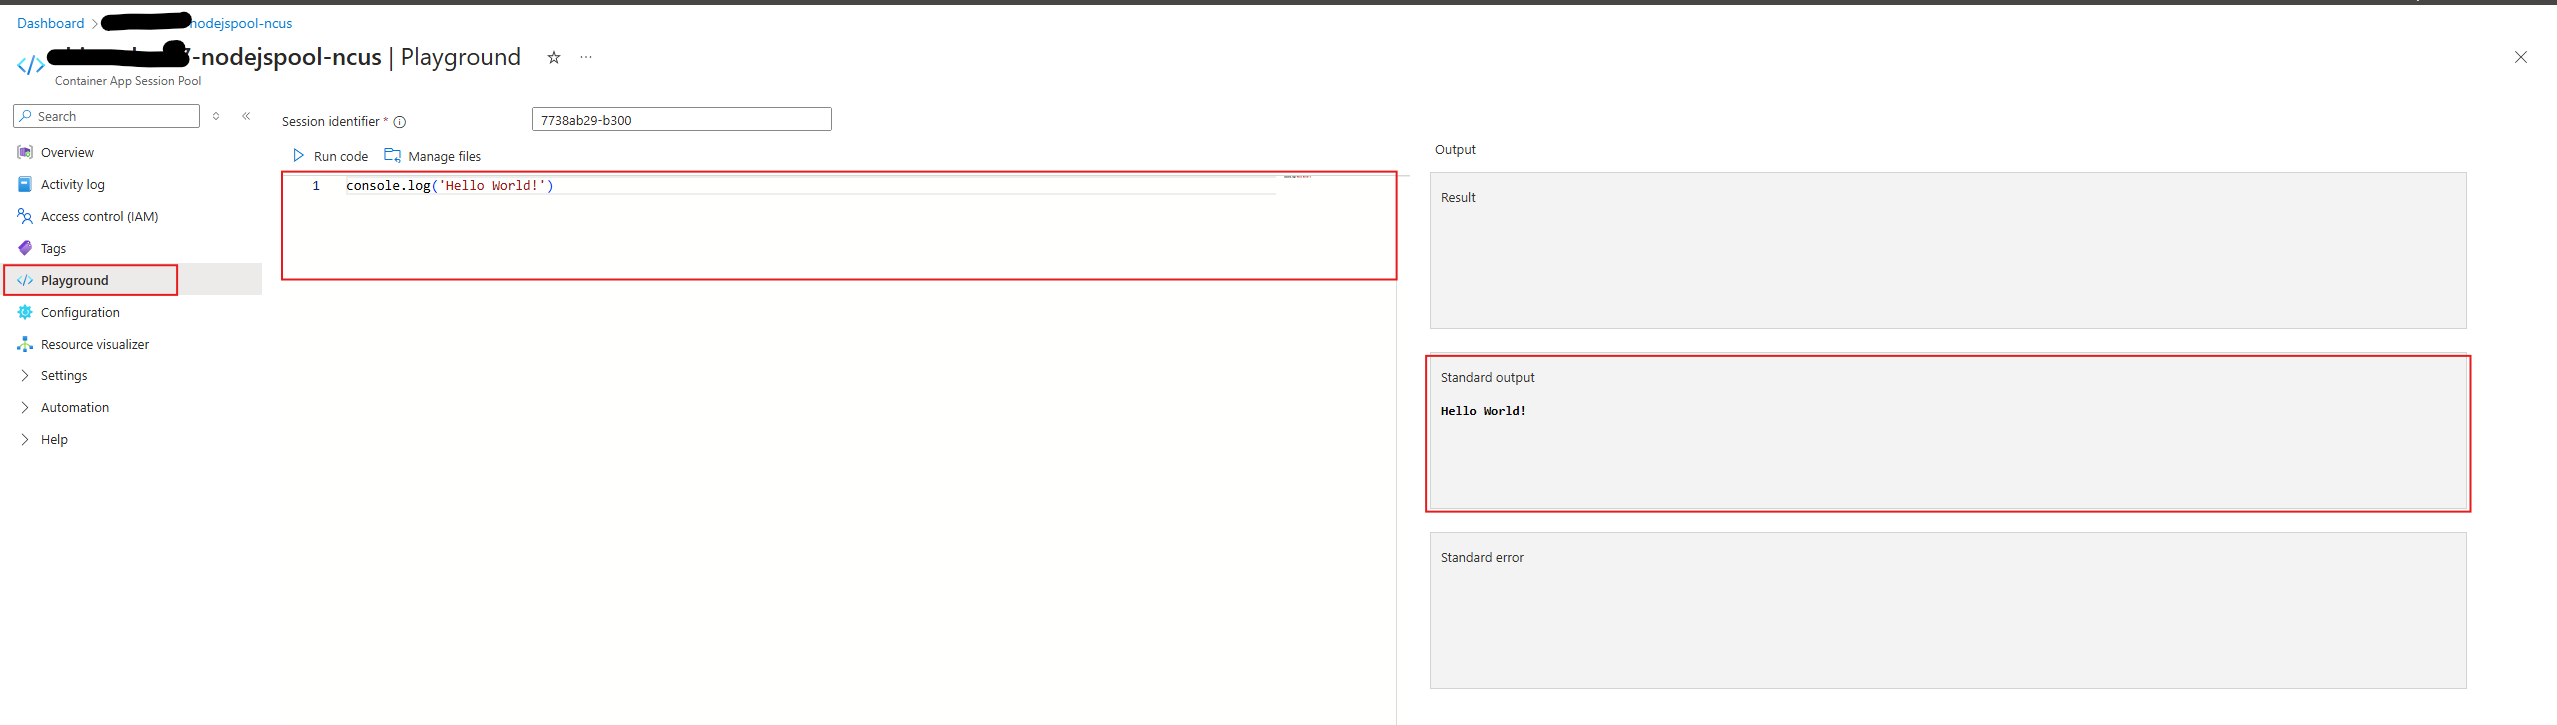 Dashboard
nodejspool-ncus
-nodejspool-ncus | Playground
Container App Session Pool
Search
Overview
Activity log
Access control (IAM)
Tags
Playground
Configuration
Resource visualizer
Settings
Automation
Help
Session identifier *
7738ab29-b300
Run code Manage files
1 console.log('Hello World!')
Output
Result
Standard output
Hello World!
Standard error